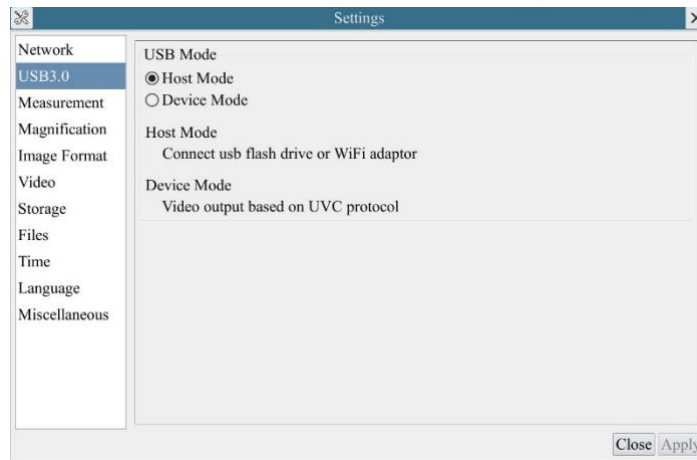 Settings
Network
USB3.0
Measurement
Magnification
Image Format
Video
Storage
Files
Time
Language
Miscellaneous
USB Mode
Host Mode
Device Mode
Host Mode
Connect usb flash drive or WiFi adaptor
Device Mode
Video output based on UVC protocol
Close
Apply